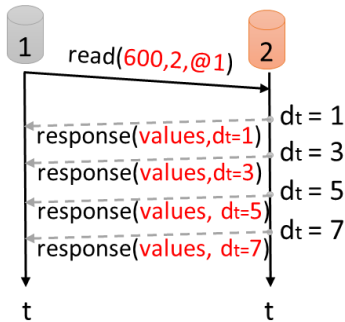 1
2
read(600,2,@1)
dt = 1
response(values,dt=1)
dt = 3
response(values,dt=3)
dt = 5
response(values, dt=5)
dt = 7
response(values, dt=7)
t
t